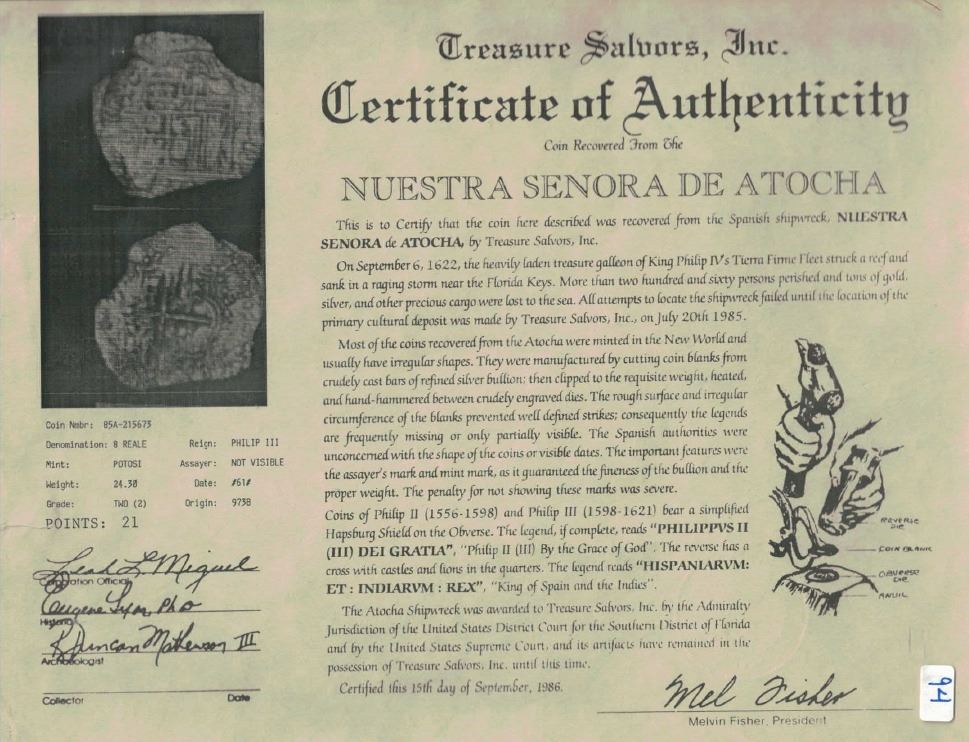 Treasure Salvors, Inc.
Certificate of Authenticity
Coin Recovered From The
NUESTRA SENORA DE ATOCHA
This is to Certify that the coin here described was recovered from the Spanish shipwreck, NUESTRA
SENORA de ATOCHA, by Treasure Salvors, Inc.
On September 6, 1622, the heavily laden treasure galleon of King Philip IV's Tierra Firme Fleet struck a reef and
sank in a raging storm near the Florida Keys. More than two hundred and sixty persons perished and tons of gold,
silver, and other precious cargo were lost to the sea. All attempts to locate the shipwreck failed until the location of the
primary cultural deposit was made by Treasure Salvors, Inc., on July 20th 1985.
Most of the coins recovered from the Atocha were minted in the New World and
usually have irregular shapes. They were manufactured by cutting coin blanks from
crudely cast bars of refined silver bullion; then clipped to the requisite weight, heated,
and hand-hammered between crudely engraved dies. The rough surface and irregular
circumference of the blanks prevented well defined strikes; consequently the legends
are frequently missing or only partially visible. The Spanish authorities were
unconcerned with the shape of the coins or visible dates. The important features were
the assayer's mark and mint mark, as it guaranteed the fineness of the bullion and the
proper weight. The penalty for not showing these marks was severe.
Coins of Philip II (1556-1598) and Philip III (1598-1621) bear a simplified
Hapsburg Shield on the Obverse. The legend, if complete, reads "PHILIPPVS II
(III) DEI GRATIA", "Philip II (III) By the Grace of God". The reverse has a
cross with castles and lions in the quarters. The legend reads "HISPANIARVM:
ET : INDIARVM : REX", "King of Spain and the Indies".
The Atocha Shipwreck was awarded to Treasure Salvors, Inc. by the Admiralty
Jurisdiction of the United States District Court for the Southern District of Florida
and by the United States Supreme Court, and its artifacts have remained in the
possession of Treasure Salvors, Inc. until this time.
Certified this 15th day of September, 1986.
REVERSE
DIE
COIN BLANK
OBVERSE
DIE
ANVIL
Mel Fisher
Melvin Fisher, President
94
Coin Nmbr: 85A-215673
Denomination: 8 REALE Reign: PHILIP III
Mint: POTOSI Assayer: NOT VISIBLE
Weight: 24.30 Date: #61#
Grade: TWO (2) Origin: 9738
POINTS: 21
Leah L Miguel
Corporation Official
Eugene Lyon, PhD
Historian
R Duncan Mathewson III
Archaeologist
Collector Date